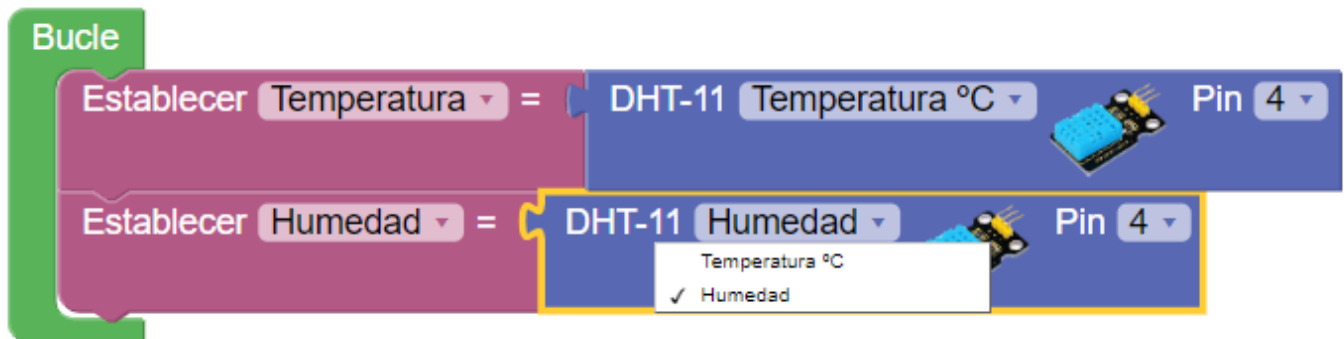 Bucle
Establecer Temperatura = DHT-11 Temperatura ºC Pin 4
Establecer Humedad = DHT-11 Humedad Pin 4
Temperatura ºC
✓ Humedad